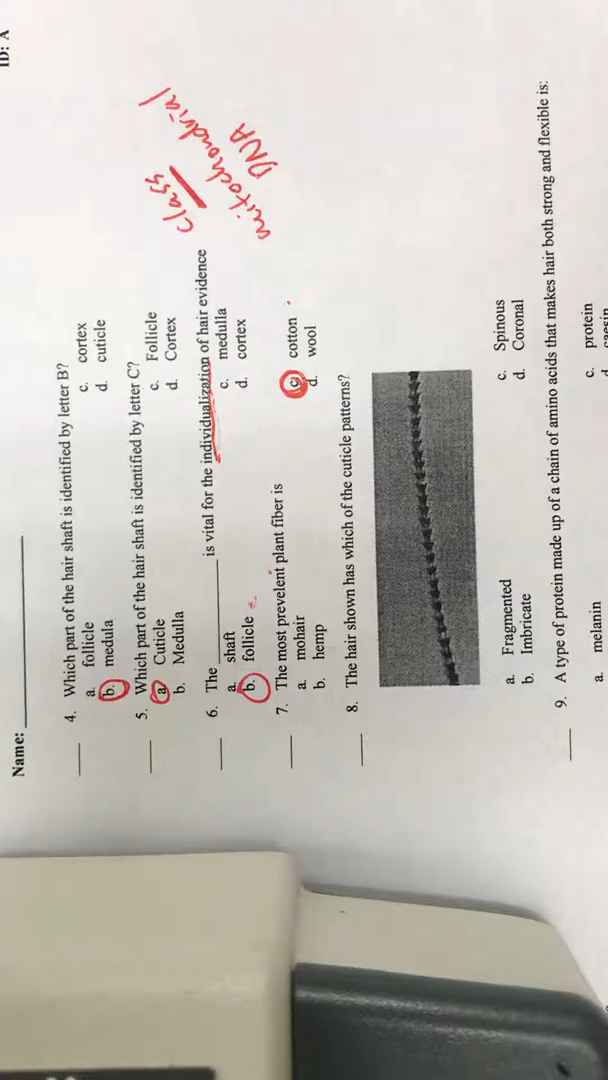 ID: A
Name:
4. Which part of the hair shaft is identified by letter B?
a. follicle c. cortex
b. medula d. cuticle
5. Which part of the hair shaft is identified by letter C?
a. Cuticle c. Follicle
b. Medulla d. Cortex
class
mitochondrial
DNA
6. The ________ is vital for the individualization of hair evidence
a. shaft c. medulla
b. follicle d. cortex
7. The most prevelent plant fiber is
a. mohair c. cotton
b. hemp d. wool
8. The hair shown has which of the cuticle patterns?
a. Fragmented c. Spinous
b. Imbricate d. Coronal
9. A type of protein made up of a chain of amino acids that makes hair both strong and flexible is:
a. melanin c. protein